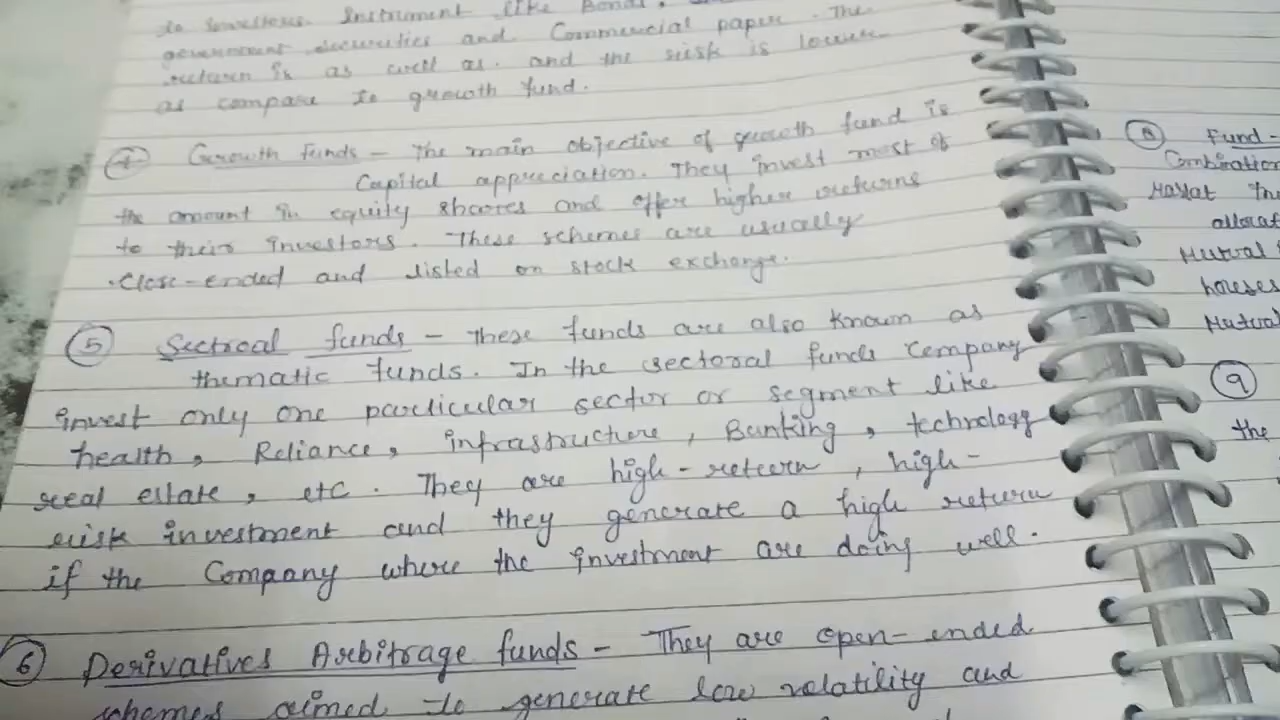 to investors. Instrument like Bonds,
government securities and Commercial paper. The
return is as well as. and the risk is lower
as compare to growth fund.
4 Growth Funds - The main objective of growth fund is
Capital appreciation. They invest most of
the amount in equity shares and offer higher returns
to their investors. These schemes are usually
Close-ended and listed on stock exchange.
5 Sectroal funds - These funds are also known as
thematic funds. In the sectoral funds company
invest only one particular sector or segment like
health, Reliance, infrastructure, Banking, technology
real estate, etc. They are high-return, high-
risk investment and they generate a high return
if the Company where the investment are doing well.
6 Derivatives Arbitrage funds - They are open-ended
schemes aimed to generate low volatility and
8 Fund -
Combination
allocat
Mutual
houses
Mutual
9
the